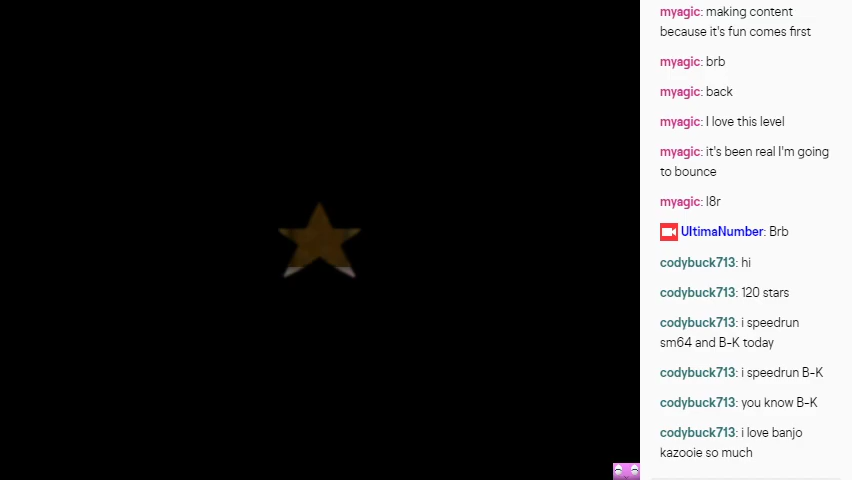 myagic: making content
because it's fun comes first
myagic: brb
myagic: back
myagic: I love this level
myagic: it's been real I'm going
to bounce
myagic: l8r
UltimaNumber: Brb
codybuck713: hi
codybuck713: 120 stars
codybuck713: i speedrun
sm64 and B-K today
codybuck713: i speedrun B-K
codybuck713: you know B-K
codybuck713: i love banjo
kazooie so much